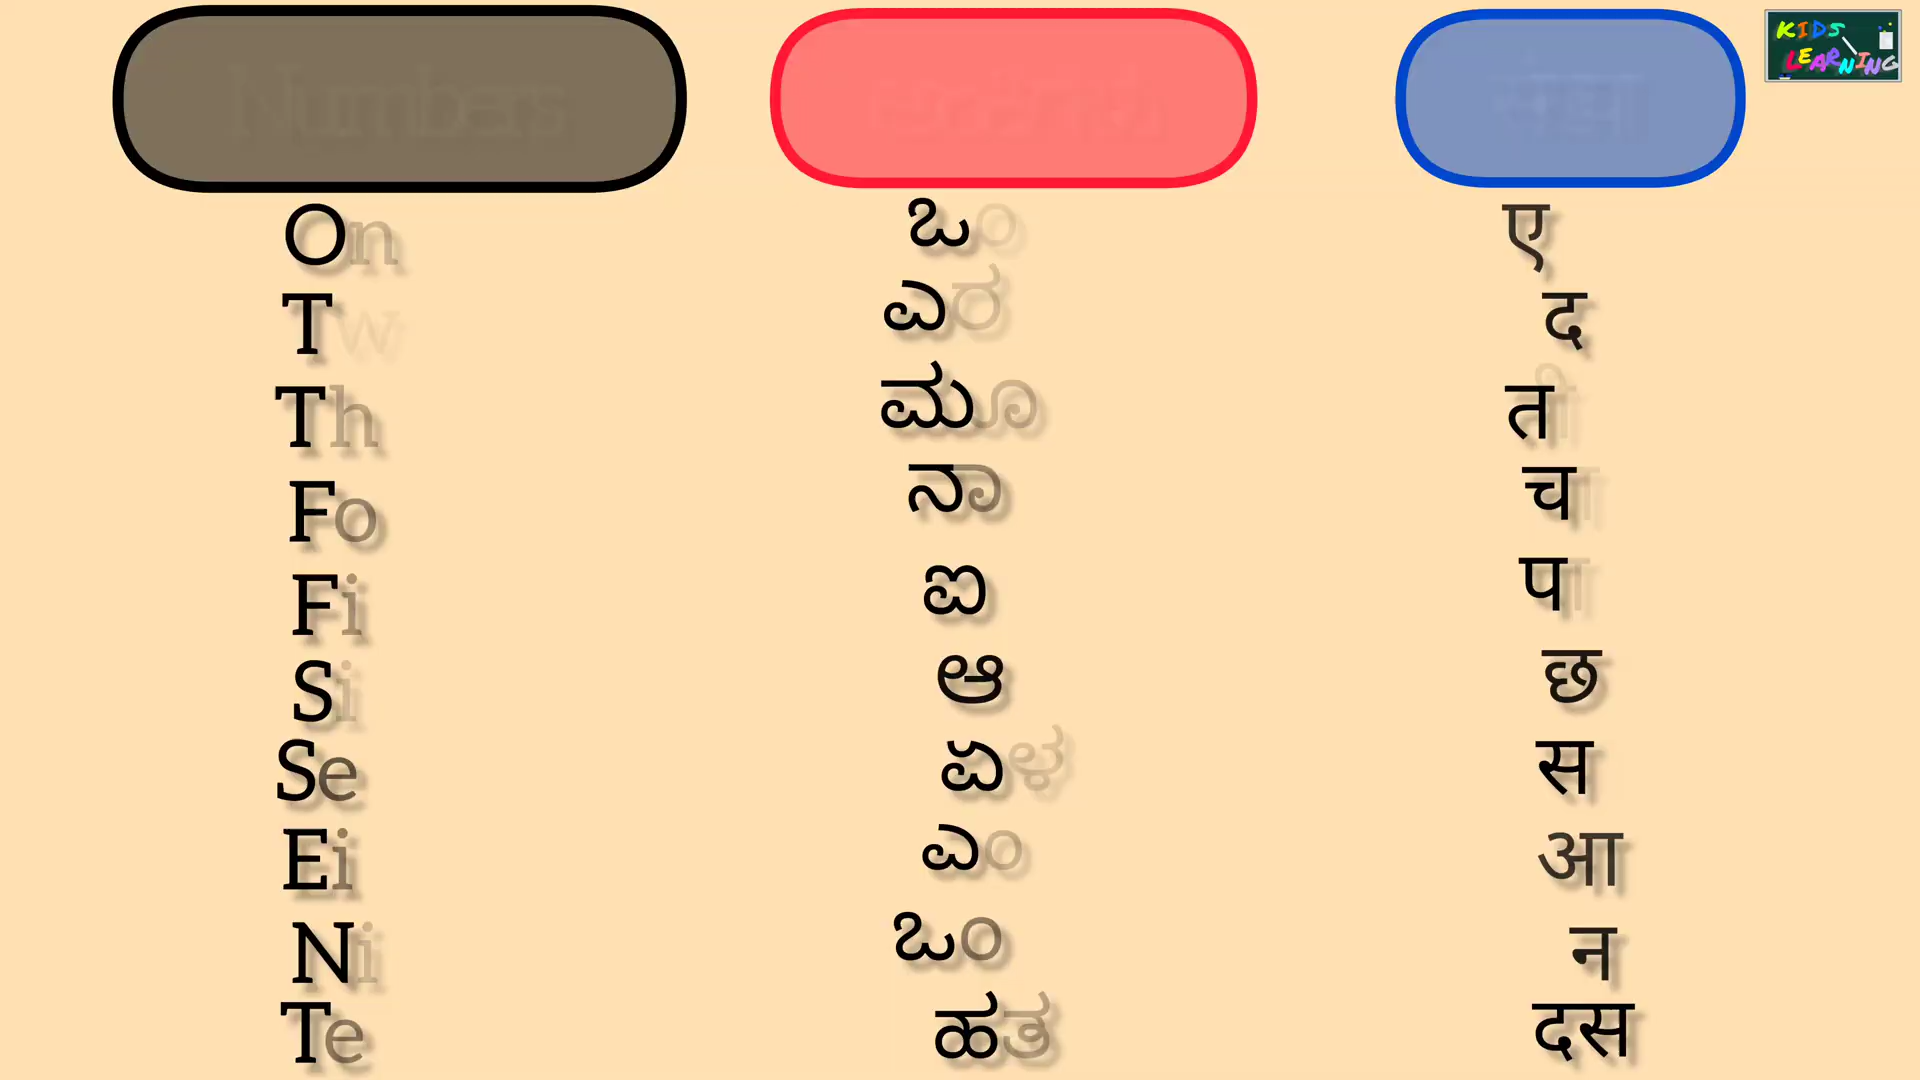 Numbers
KIDS LEARNING
On ಒಂ ಏ
Tw ಎರ द
Th ಮೂ ती
Fo ನಾ चा
Fi ಐ पा
Si ಆ छ
Se ಏಳ स
Ei ಎಂ आ
Ni ಒಂ न
Te ಹತ दस